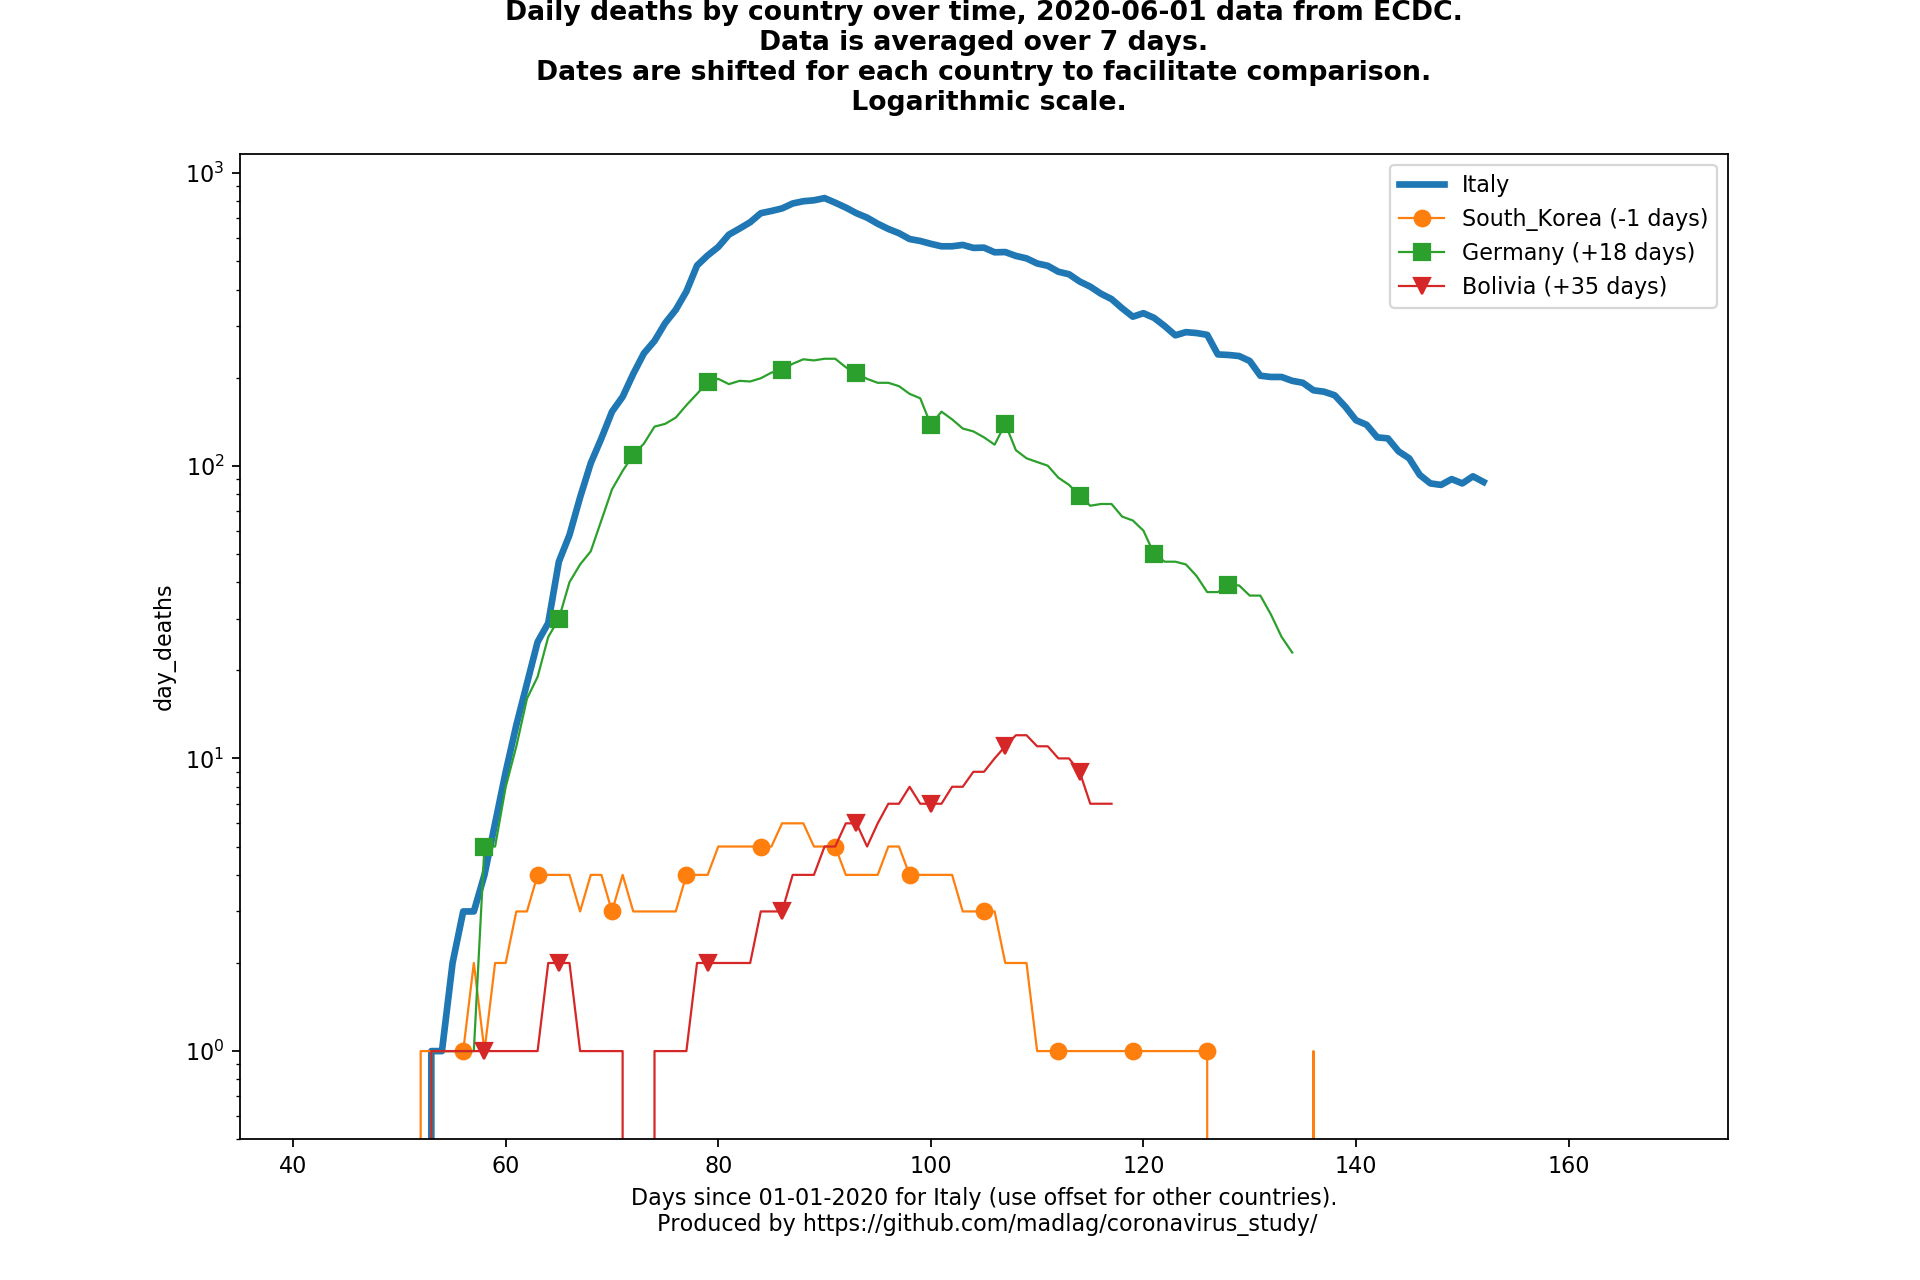 Daily deaths by country over time, 2020-06-01 data from ECDC.
Data is averaged over 7 days.
Dates are shifted for each country to facilitate comparison.
Logarithmic scale.
10³
10²
10¹
10⁰
day_deaths
Italy
South_Korea (-1 days)
Germany (+18 days)
Bolivia (+35 days)
40 60 80 100 120 140 160
Days since 01-01-2020 for Italy (use offset for other countries).
Produced by https://github.com/madlag/coronavirus_study/